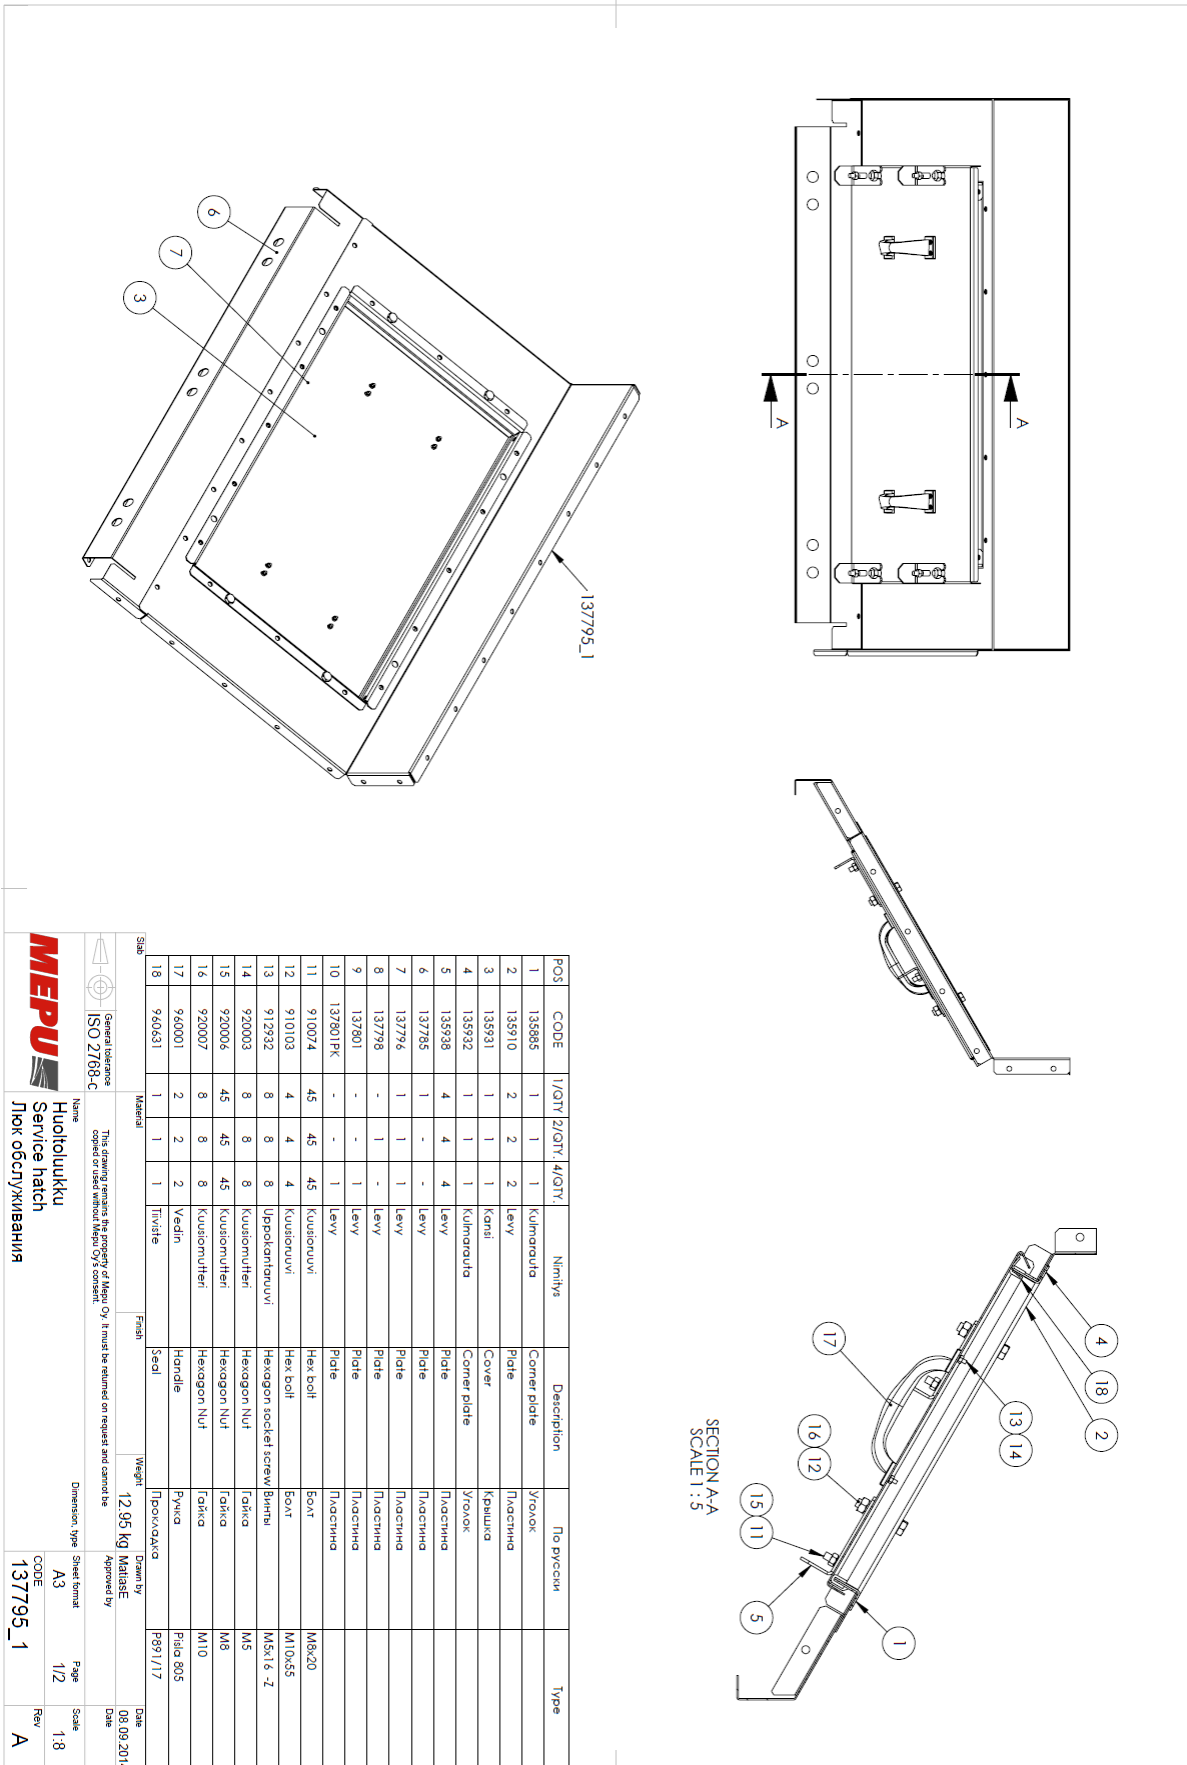 A
A
137795_1
6
7
3
4
18
2
13
14
17
16
12
15
11
5
1
SECTION A-A
SCALE 1 : 5
POS CODE 1/QTY 2/QTY. 4/QTY. Nimitys Description По русски Type
1 135885 1 1 1 Kulmarauta Corner plate Уголок
2 135910 2 2 2 Levy Plate Пластина
3 135931 1 1 1 Kansi Cover Крышка
4 135932 1 1 1 Kulmarauta Corner plate Уголок
5 135938 4 4 4 Levy Plate Пластина
6 137785 1 - - Levy Plate Пластина
7 137796 1 1 1 Levy Plate Пластина
8 137798 - 1 - Levy Plate Пластина
9 137801 - - 1 Levy Plate Пластина
10 137801PK - - 1 Levy Plate Пластина
11 910074 45 45 45 Kuusioruuvi Hex bolt Болт M8x20
12 910103 4 4 4 Kuusioruuvi Hex bolt Болт M10x55
13 912932 8 8 8 Uppokantaruuvi Hexagon socket screw Винты M5x16 -Z
14 920003 8 8 8 Kuusiomutteri Hexagon Nut Гайка M5
15 920006 45 45 45 Kuusiomutteri Hexagon Nut Гайка M8
16 920007 8 8 8 Kuusiomutteri Hexagon Nut Гайка M10
17 960001 2 2 2 Vedin Handle Ручка Pisla 805
18 960631 1 1 1 Tiiviste Seal Прокладка P891/17
Slab Material Finish Weight 12.95 kg Drawn by MatiasE Date 08.09.201
General tolerance
ISO 2768-C
This drawing remains the property of Mepu Oy. It must be returned on request and cannot be
copied or used without Mepu Oy's consent.
Approved by Date
MEPU
Name
Huoltoluukku
Service hatch
Люк обслуживания
Dimension, type Sheet format A3 Page 1/2 Scale 1:8
CODE 137795_1 Rev A